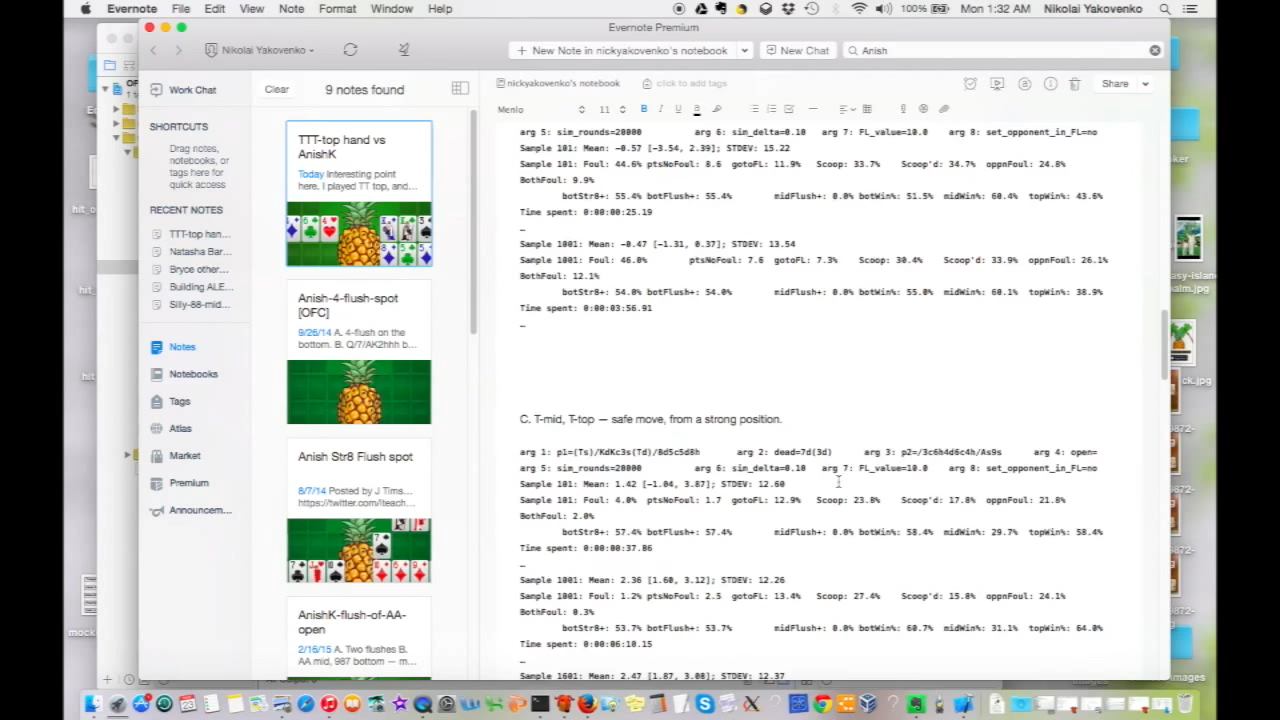 Evernote File Edit View Note Format Window Help 100% Mon 1:32 AM Nikolai Yakovenko
Evernote Premium
Nikolai Yakovenko
+ New Note in nickyakovenko's notebook
New Chat
Anish
Work Chat
SHORTCUTS
Drag notes,
notebooks, or
tags here for
quick access
RECENT NOTES
TTT-top han...
Natasha Bar...
Bryce other...
Building ALE...
Silly-88-mid...
Notes
Notebooks
Tags
Atlas
Market
Premium
Announcem...
Clear 9 notes found
TTT-top hand vs
AnishK
Today Interesting point
here. I played TT top, and...
Anish-4-flush-spot
[OFC]
9/26/14 A. 4-flush on the
bottom. B. Q/7/AK2hhh b...
Anish Str8 Flush spot
8/7/14 Posted by J Tims...
https://twitter.com/Iteach...
AnishK-flush-of-AA-
open
2/16/15 A. Two flushes B.
AA mid, 987 bottom — m...
nickyakovenko's notebook click to add tags Share
Menlo 11 B I U a
arg 5: sim_rounds=20000 arg 6: sim_delta=0.10 arg 7: FL_value=10.0 arg 8: set_opponent_in_FL=no
Sample 101: Mean: -0.57 [-3.54, 2.39]; STDEV: 15.22
Sample 101: Foul: 44.6% ptsNoFoul: 8.6 gotoFL: 11.9% Scoop: 33.7% Scoop'd: 34.7% oppnFoul: 24.8%
BothFoul: 9.9%
botStr8+: 55.4% botFlush+: 55.4% midFlush+: 0.0% botWin%: 51.5% midWin%: 60.4% topWin%: 43.6%
Time spent: 0:00:00:25.19
…
Sample 1001: Mean: -0.47 [-1.31, 0.37]; STDEV: 13.54
Sample 1001: Foul: 46.0% ptsNoFoul: 7.6 gotoFL: 7.3% Scoop: 30.4% Scoop'd: 33.9% oppnFoul: 26.1%
BothFoul: 12.1%
botStr8+: 54.0% botFlush+: 54.0% midFlush+: 0.0% botWin%: 55.0% midWin%: 60.1% topWin%: 38.9%
Time spent: 0:00:03:56.91
…
C. T-mid, T-top — safe move, from a strong position.
arg 1: p1=(Ts)/KdKc3s(Td)/8d5c5d8h arg 2: dead=7d(3d) arg 3: p2=/3c6h4d6c4h/As9s arg 4: open=
arg 5: sim_rounds=20000 arg 6: sim_delta=0.10 arg 7: FL_value=10.0 arg 8: set_opponent_in_FL=no
Sample 101: Mean: 1.42 [-1.04, 3.87]; STDEV: 12.60
Sample 101: Foul: 4.0% ptsNoFoul: 1.7 gotoFL: 12.9% Scoop: 23.8% Scoop'd: 17.8% oppnFoul: 21.8%
BothFoul: 2.0%
botStr8+: 57.4% botFlush+: 57.4% midFlush+: 0.0% botWin%: 58.4% midWin%: 29.7% topWin%: 58.4%
Time spent: 0:00:00:37.86
…
Sample 1001: Mean: 2.36 [1.60, 3.12]; STDEV: 12.26
Sample 1001: Foul: 1.2% ptsNoFoul: 2.5 gotoFL: 13.4% Scoop: 27.4% Scoop'd: 15.8% oppnFoul: 24.1%
BothFoul: 0.3%
botStr8+: 53.7% botFlush+: 53.7% midFlush+: 0.0% botWin%: 60.7% midWin%: 31.1% topWin%: 64.0%
Time spent: 0:00:06:10.15
…
Sample 1601: Mean: 2.47 [1.87, 3.08]; STDEV: 12.37